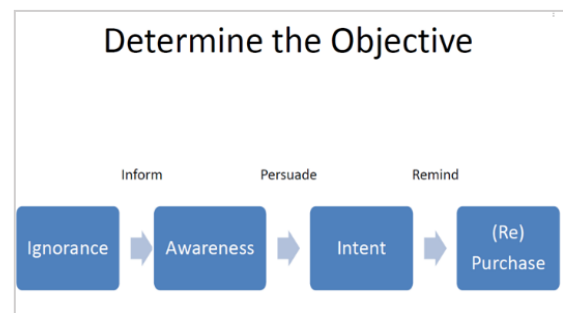 Determine the Objective
Inform Persuade Remind
Ignorance Awareness Intent (Re)
Purchase